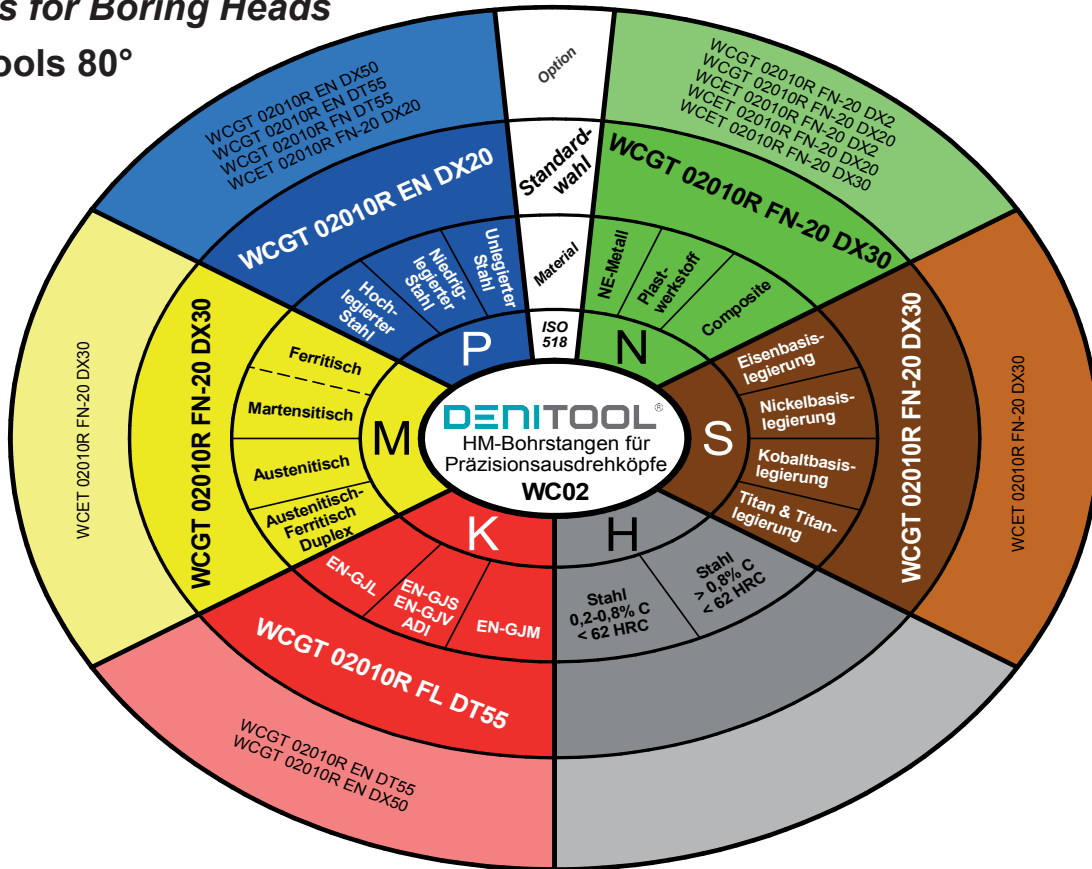 s for Boring Heads
ools 80°
Option
Standard-
wahl
Material
ISO
518
WCGT 02010R EN DX50
WCGT 02010R EN DT55
WCGT 02010R FN DT55
WCET 02010R FN-20 DX20
WCGT 02010R EN DX20
Hoch-
legierter
Stahl
Niedrig-
legierter
Stahl
Unlegierter
Stahl
P
WCGT 02010R FN-20 DX2
WCGT 02010R FN-20 DX20
WCET 02010R FN-20 DX2
WCET 02010R FN-20 DX20
WCET 02010R FN-20 DX30
WCGT 02010R FN-20 DX30
NE-Metall
Plast-
werkstoff
Composite
N
WCET 02010R FN-20 DX30
WCGT 02010R FN-20 DX30
Ferritisch
Martensitisch
Austenitisch
Austenitisch-
Ferritisch
Duplex
M
DENITOOL®
HM-Bohrstangen für
Präzisionsausdrehköpfe
WC02
S
Eisenbasis-
legierung
Nickelbasis-
legierung
Kobaltbasis-
legierung
Titan & Titan-
legierung
WCGT 02010R FN-20 DX30
WCET 02010R FN-20 DX30
K
EN-GJL
EN-GJS
EN-GJV
ADI
EN-GJM
WCGT 02010R FL DT55
WCGT 02010R EN DT55
WCGT 02010R EN DX50
H
Stahl
0,2-0,8% C
< 62 HRC
Stahl
> 0,8% C
< 62 HRC